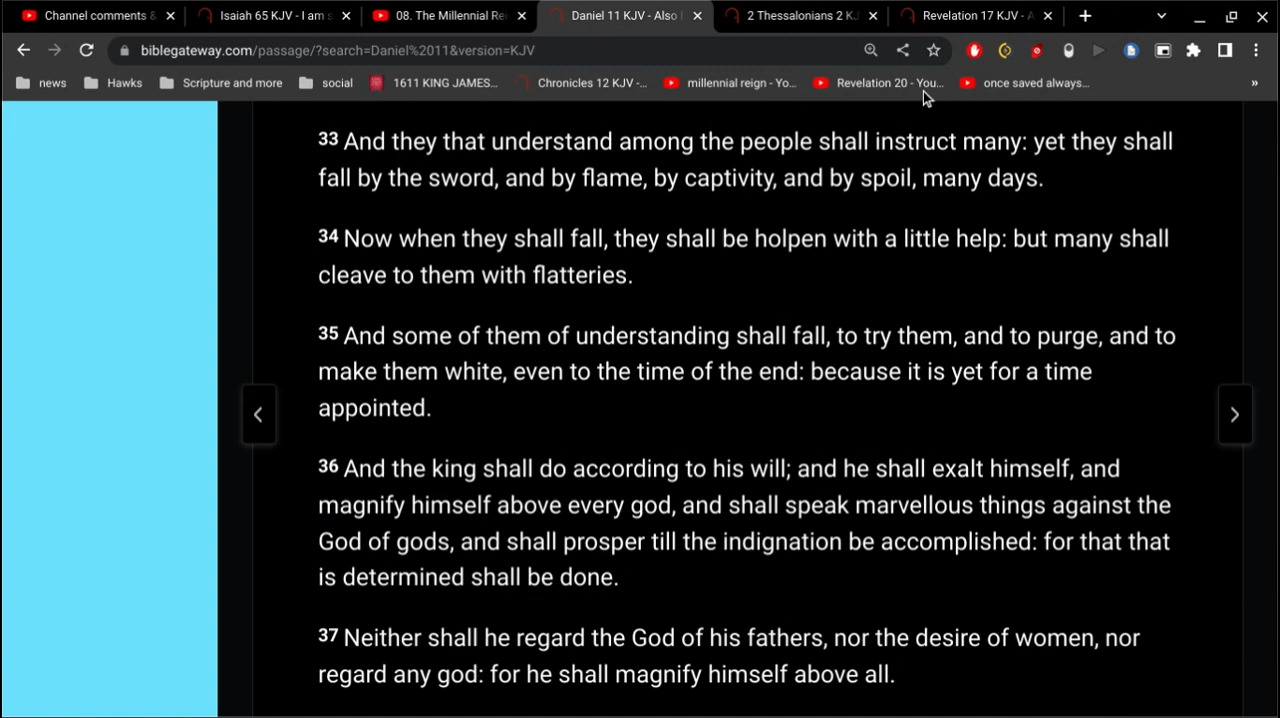 Channel comments &
Isaiah 65 KJV - I am s
08. The Millennial Re
Daniel 11 KJV - Also
2 Thessalonians 2 KJ
Revelation 17 KJV - A
biblegateway.com/passage/?search=Daniel%2011&version=KJV
news
Hawks
Scripture and more
social
1611 KING JAMES...
Chronicles 12 KJV -...
millennial reign - Yo...
Revelation 20 - You...
once saved always...
»
33 And they that understand among the people shall instruct many: yet they shall
fall by the sword, and by flame, by captivity, and by spoil, many days.
34 Now when they shall fall, they shall be holpen with a little help: but many shall
cleave to them with flatteries.
35 And some of them of understanding shall fall, to try them, and to purge, and to
make them white, even to the time of the end: because it is yet for a time
appointed.
36 And the king shall do according to his will; and he shall exalt himself, and
magnify himself above every god, and shall speak marvellous things against the
God of gods, and shall prosper till the indignation be accomplished: for that that
is determined shall be done.
37 Neither shall he regard the God of his fathers, nor the desire of women, nor
regard any god: for he shall magnify himself above all.